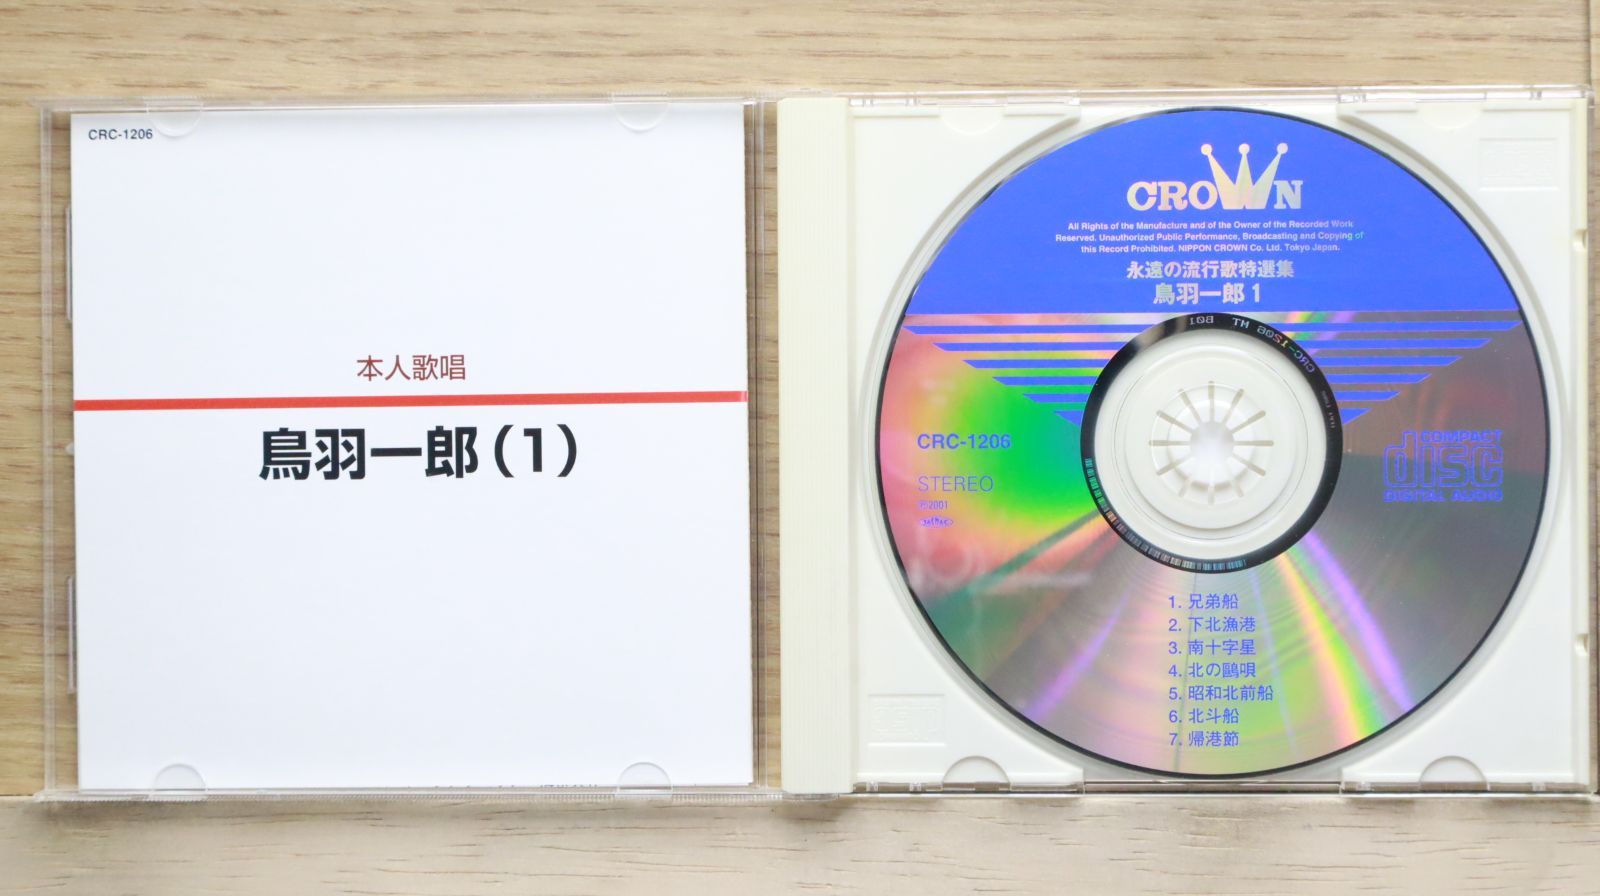 CRC-1206
本人歌唱
鳥羽一郎(1)
CROWN
All Rights of the Manufacture and of the Owner of the Recorded Work
Reserved. Unauthorized Public Performance, Broadcasting and Copying of
this Record Prohibited. NIPPON CROWN Co. Ltd. Tokyo Japan.
永遠の流行歌特選集
鳥羽一郎 1
CRC-1206 MT B01
CRC-1206
STEREO
℗2001
COMPACT
disc
DIGITAL AUDIO
1. 兄弟船
2. 下北漁港
3. 南十字星
4. 北の鷗唄
5. 昭和北前船
6. 北斗船
7. 帰港節